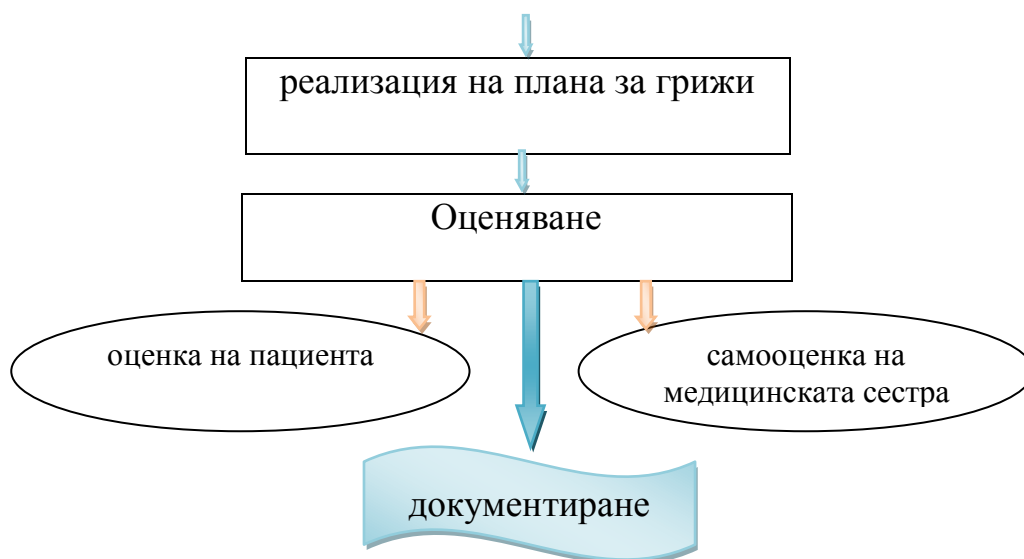 реализация на плана за грижи
Оценяване
оценка на пациента
самооценка на
медицинската сестра
документиране